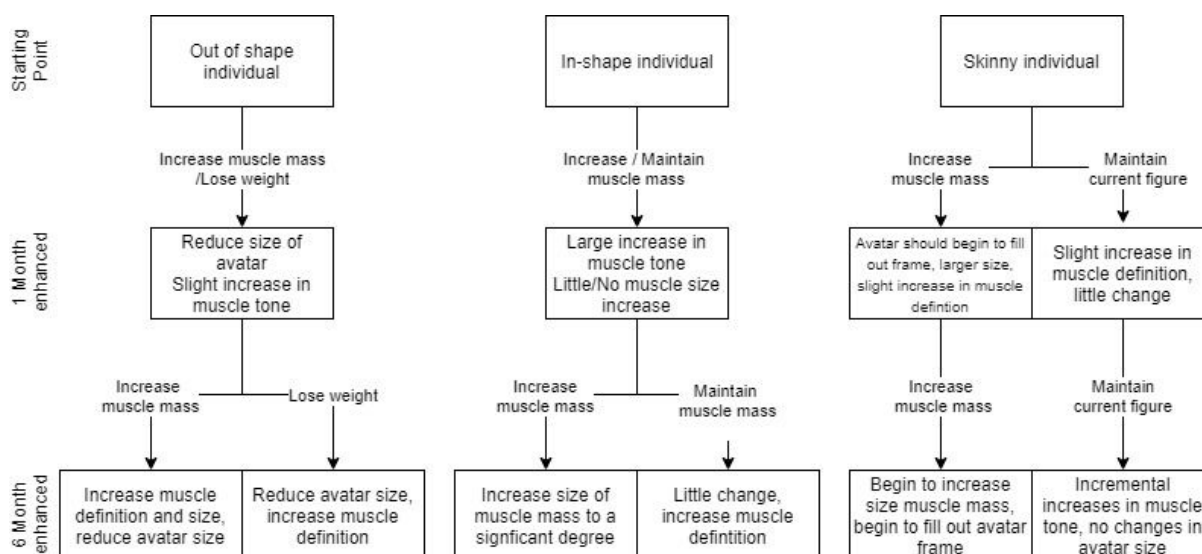 Starting
Point
Out of shape
individual
In-shape individual
Skinny individual
Increase muscle mass
/Lose weight
Increase / Maintain
muscle mass
Increase
muscle mass
Maintain
current figure
1 Month
enhanced
Reduce size of
avatar
Slight increase in
muscle tone
Large increase in
muscle tone
Little/No muscle size
increase
Avatar should begin to fill
out frame, larger size,
slight increase in muscle
defintion
Slight increase in
muscle definition,
little change
Increase
muscle mass
Lose weight
Increase
muscle mass
Maintain
muscle mass
Increase
muscle mass
Maintain
current figure
6 Month
enhanced
Increase muscle
definition and size,
reduce avatar size
Reduce avatar size,
increase muscle
definition
Increase size of
muscle mass to a
signficant degree
Little change,
increase muscle
defintition
Begin to increase
size muscle mass,
begin to fill out avatar
frame
Incremental
increases in muscle
tone, no changes in
avatar size